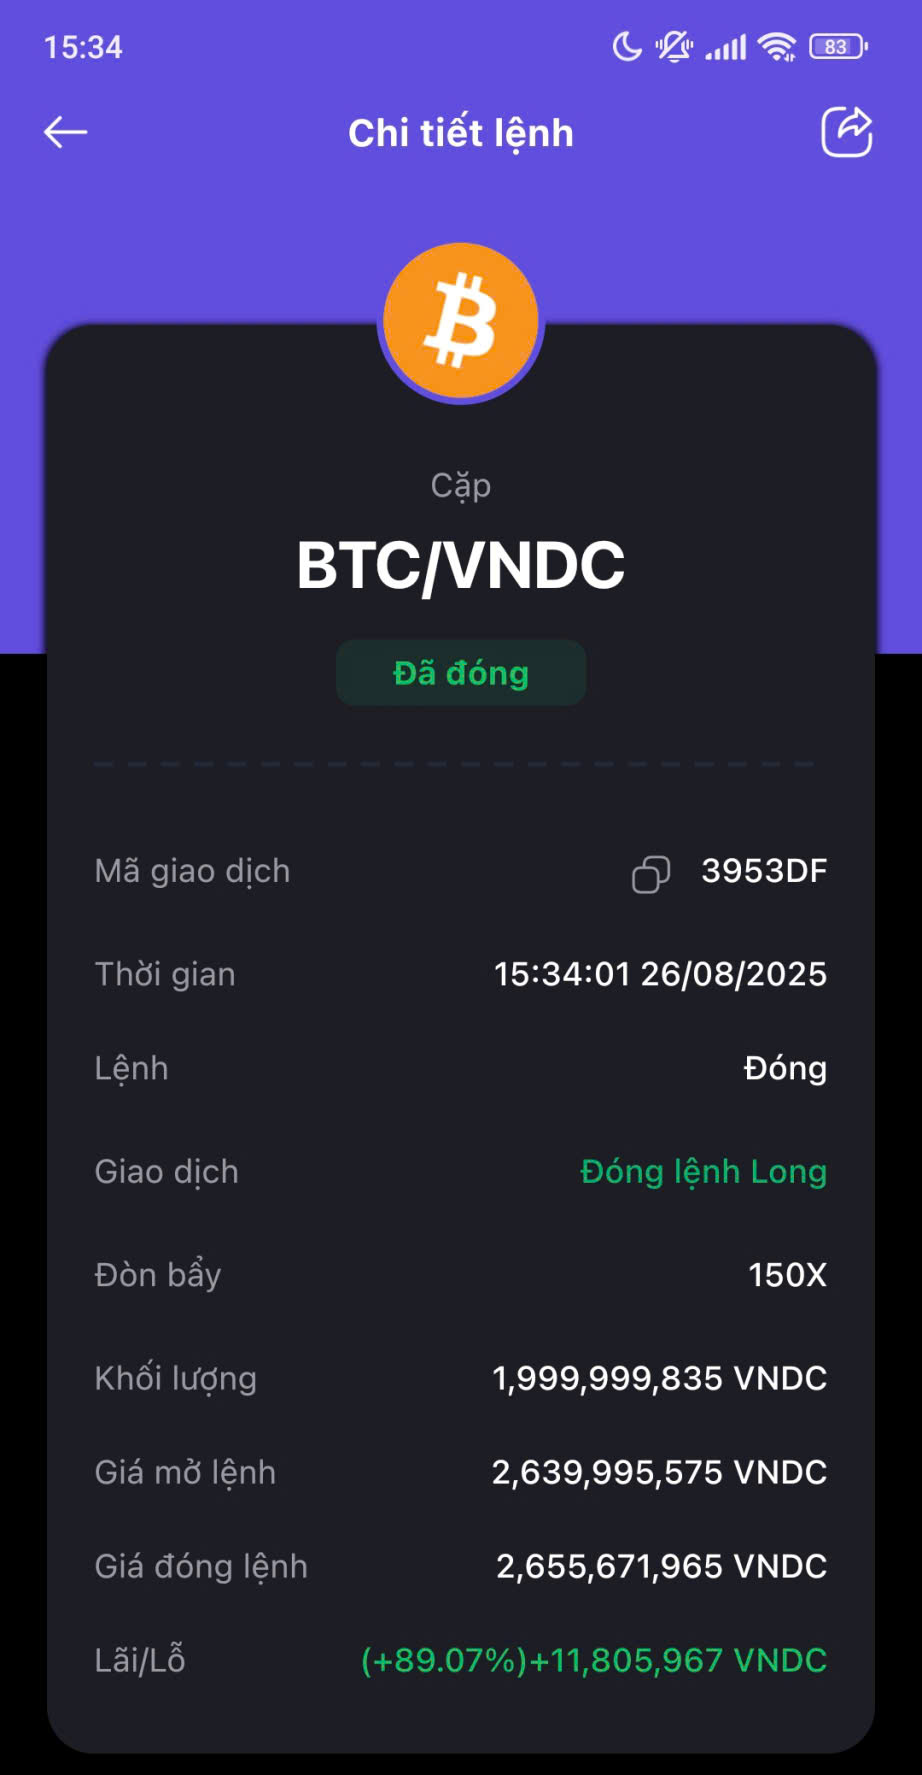 15:34
83
Chi tiết lệnh
Cặp
BTC/VNDC
Đã đóng
Mã giao dịch 3953DF
Thời gian 15:34:01 26/08/2025
Lệnh Đóng
Giao dịch Đóng lệnh Long
Đòn bẩy 150X
Khối lượng 1,999,999,835 VNDC
Giá mở lệnh 2,639,995,575 VNDC
Giá đóng lệnh 2,655,671,965 VNDC
Lãi/Lỗ (+89.07%)+11,805,967 VNDC